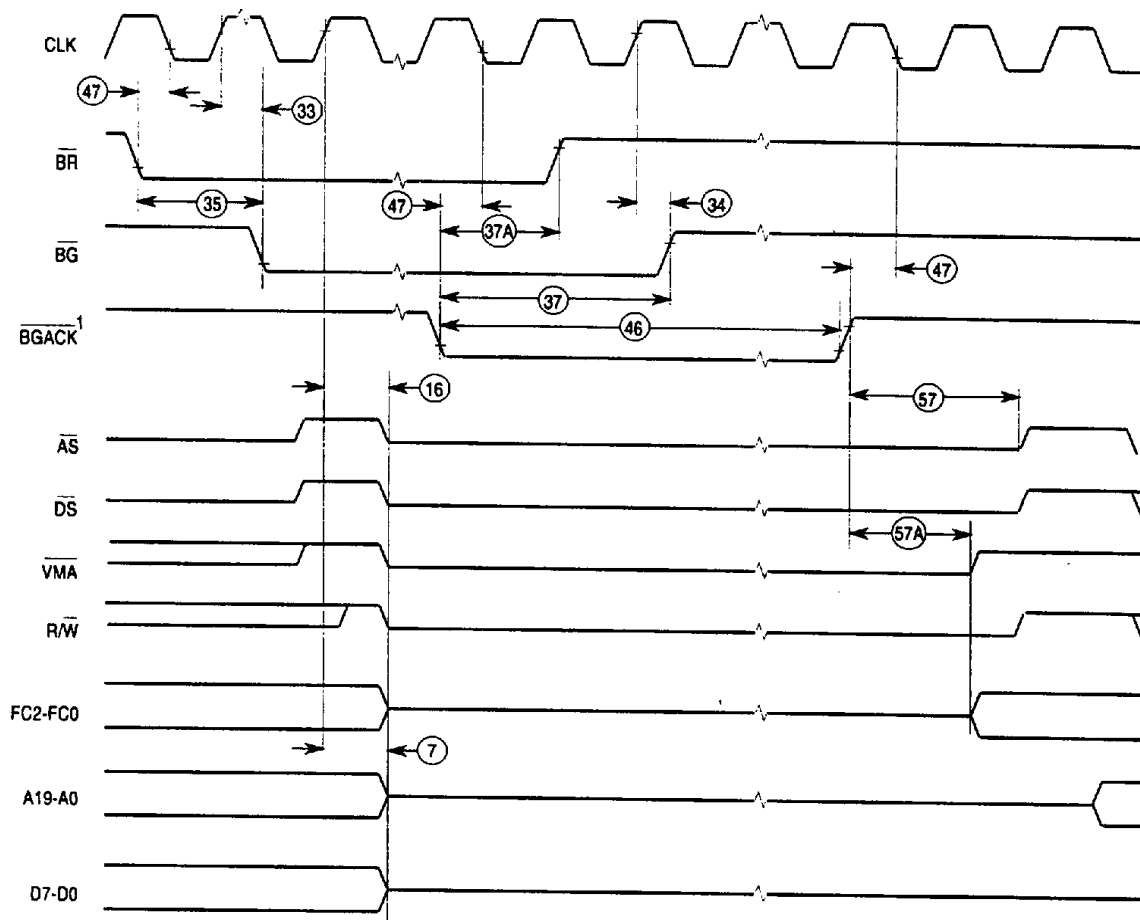 CLK
47
33
BR
35
47
37A
34
BG
47
37
BGACK1
46
16
57
AS
DS
57A
VMA
R/W
FC2-FC0
7
A19-A0
D7-D0